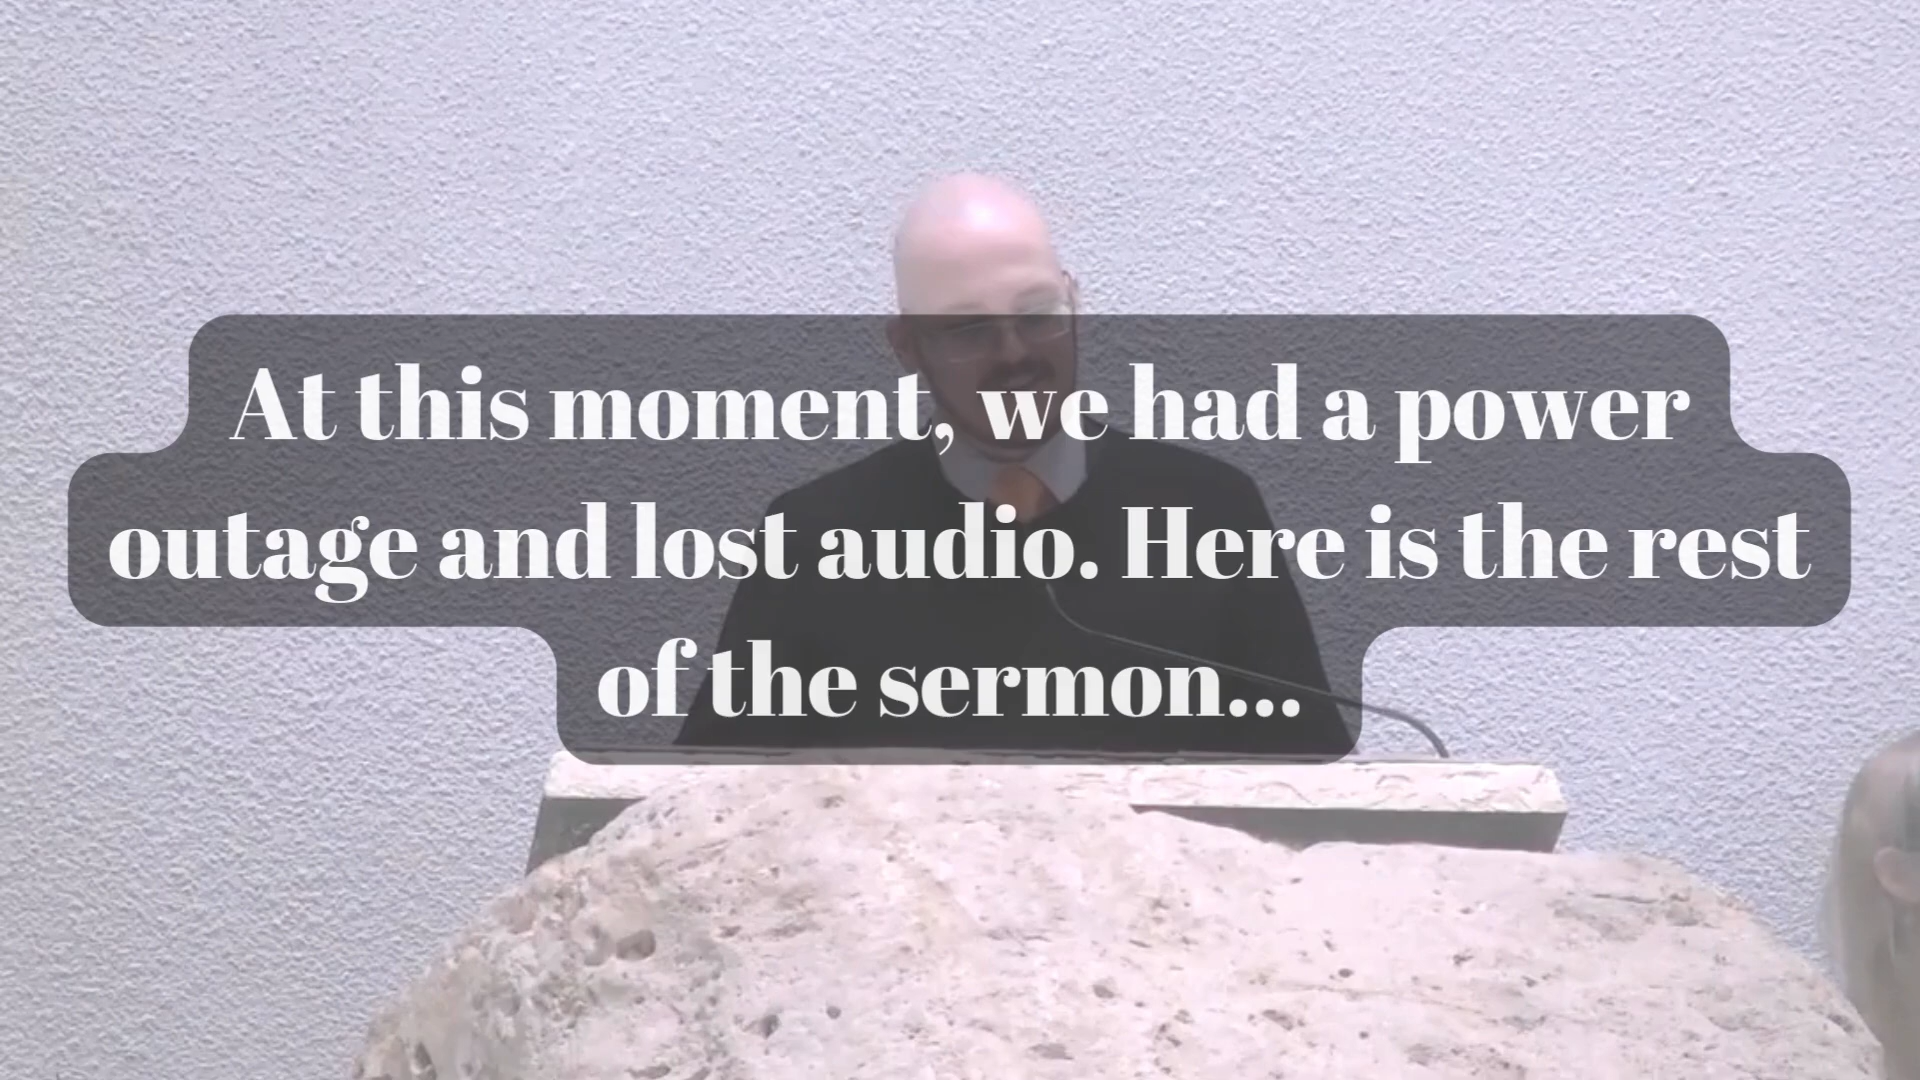 At this moment, we had a power
outage and lost audio. Here is the rest
of the sermon...